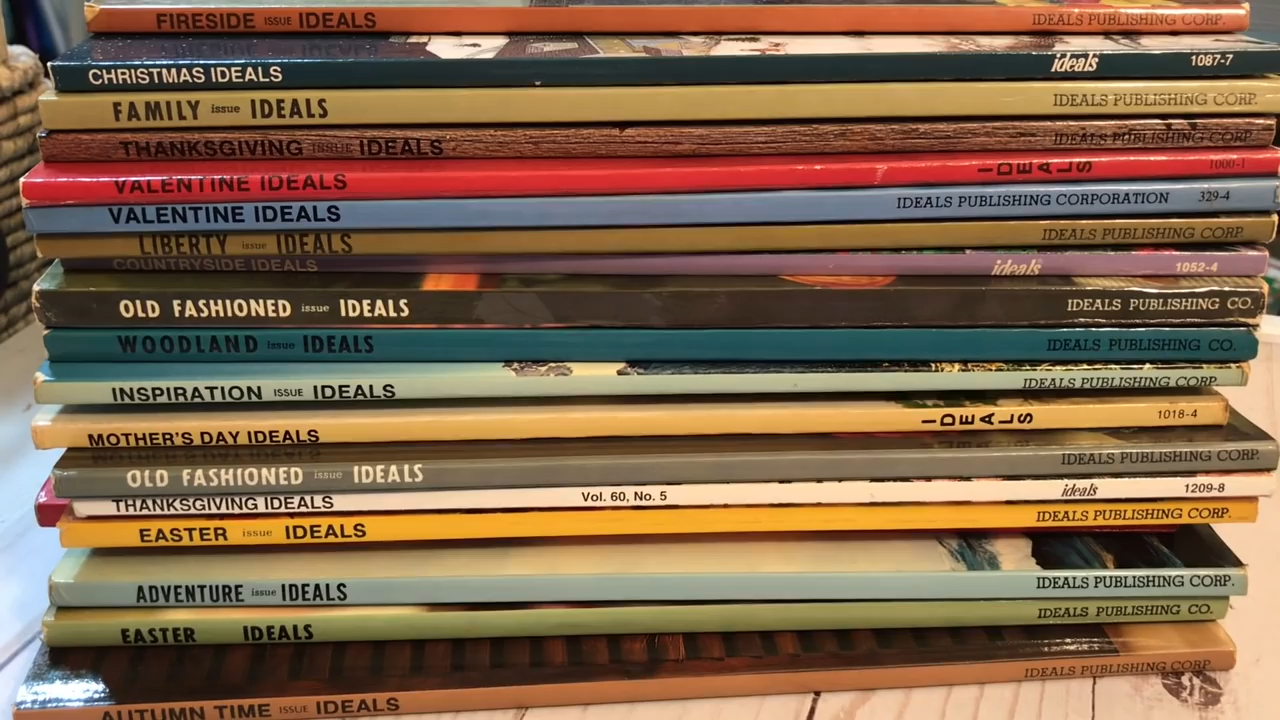 FIRESIDE ISSUE IDEALS IDEALS PUBLISHING CORP.
CHRISTMAS IDEALS ideals 1087-7
FAMILY issue IDEALS IDEALS PUBLISHING CORP.
THANKSGIVING ISSUE IDEALS IDEALS PUBLISHING CORP
VALENTINE IDEALS IDEALS 1000-1
VALENTINE IDEALS IDEALS PUBLISHING CORPORATION 329-4
LIBERTY issue IDEALS IDEALS PUBLISHING CORP.
COUNTRYSIDE IDEALS ideals 1052-4
OLD FASHIONED issue IDEALS IDEALS PUBLISHING CO.
WOODLAND issue IDEALS IDEALS PUBLISHING CO.
INSPIRATION ISSUE IDEALS IDEALS PUBLISHING CORP.
MOTHER'S DAY IDEALS IDEALS 1018-4
OLD FASHIONED issue IDEALS IDEALS PUBLISHING CORP.
THANKSGIVING IDEALS Vol. 60, No. 5 ideals 1209-8
EASTER issue IDEALS IDEALS PUBLISHING CORP.
ADVENTURE issue IDEALS IDEALS PUBLISHING CORP.
EASTER IDEALS IDEALS PUBLISHING CO.
AUTUMN TIME ISSUE IDEALS IDEALS PUBLISHING CORP.